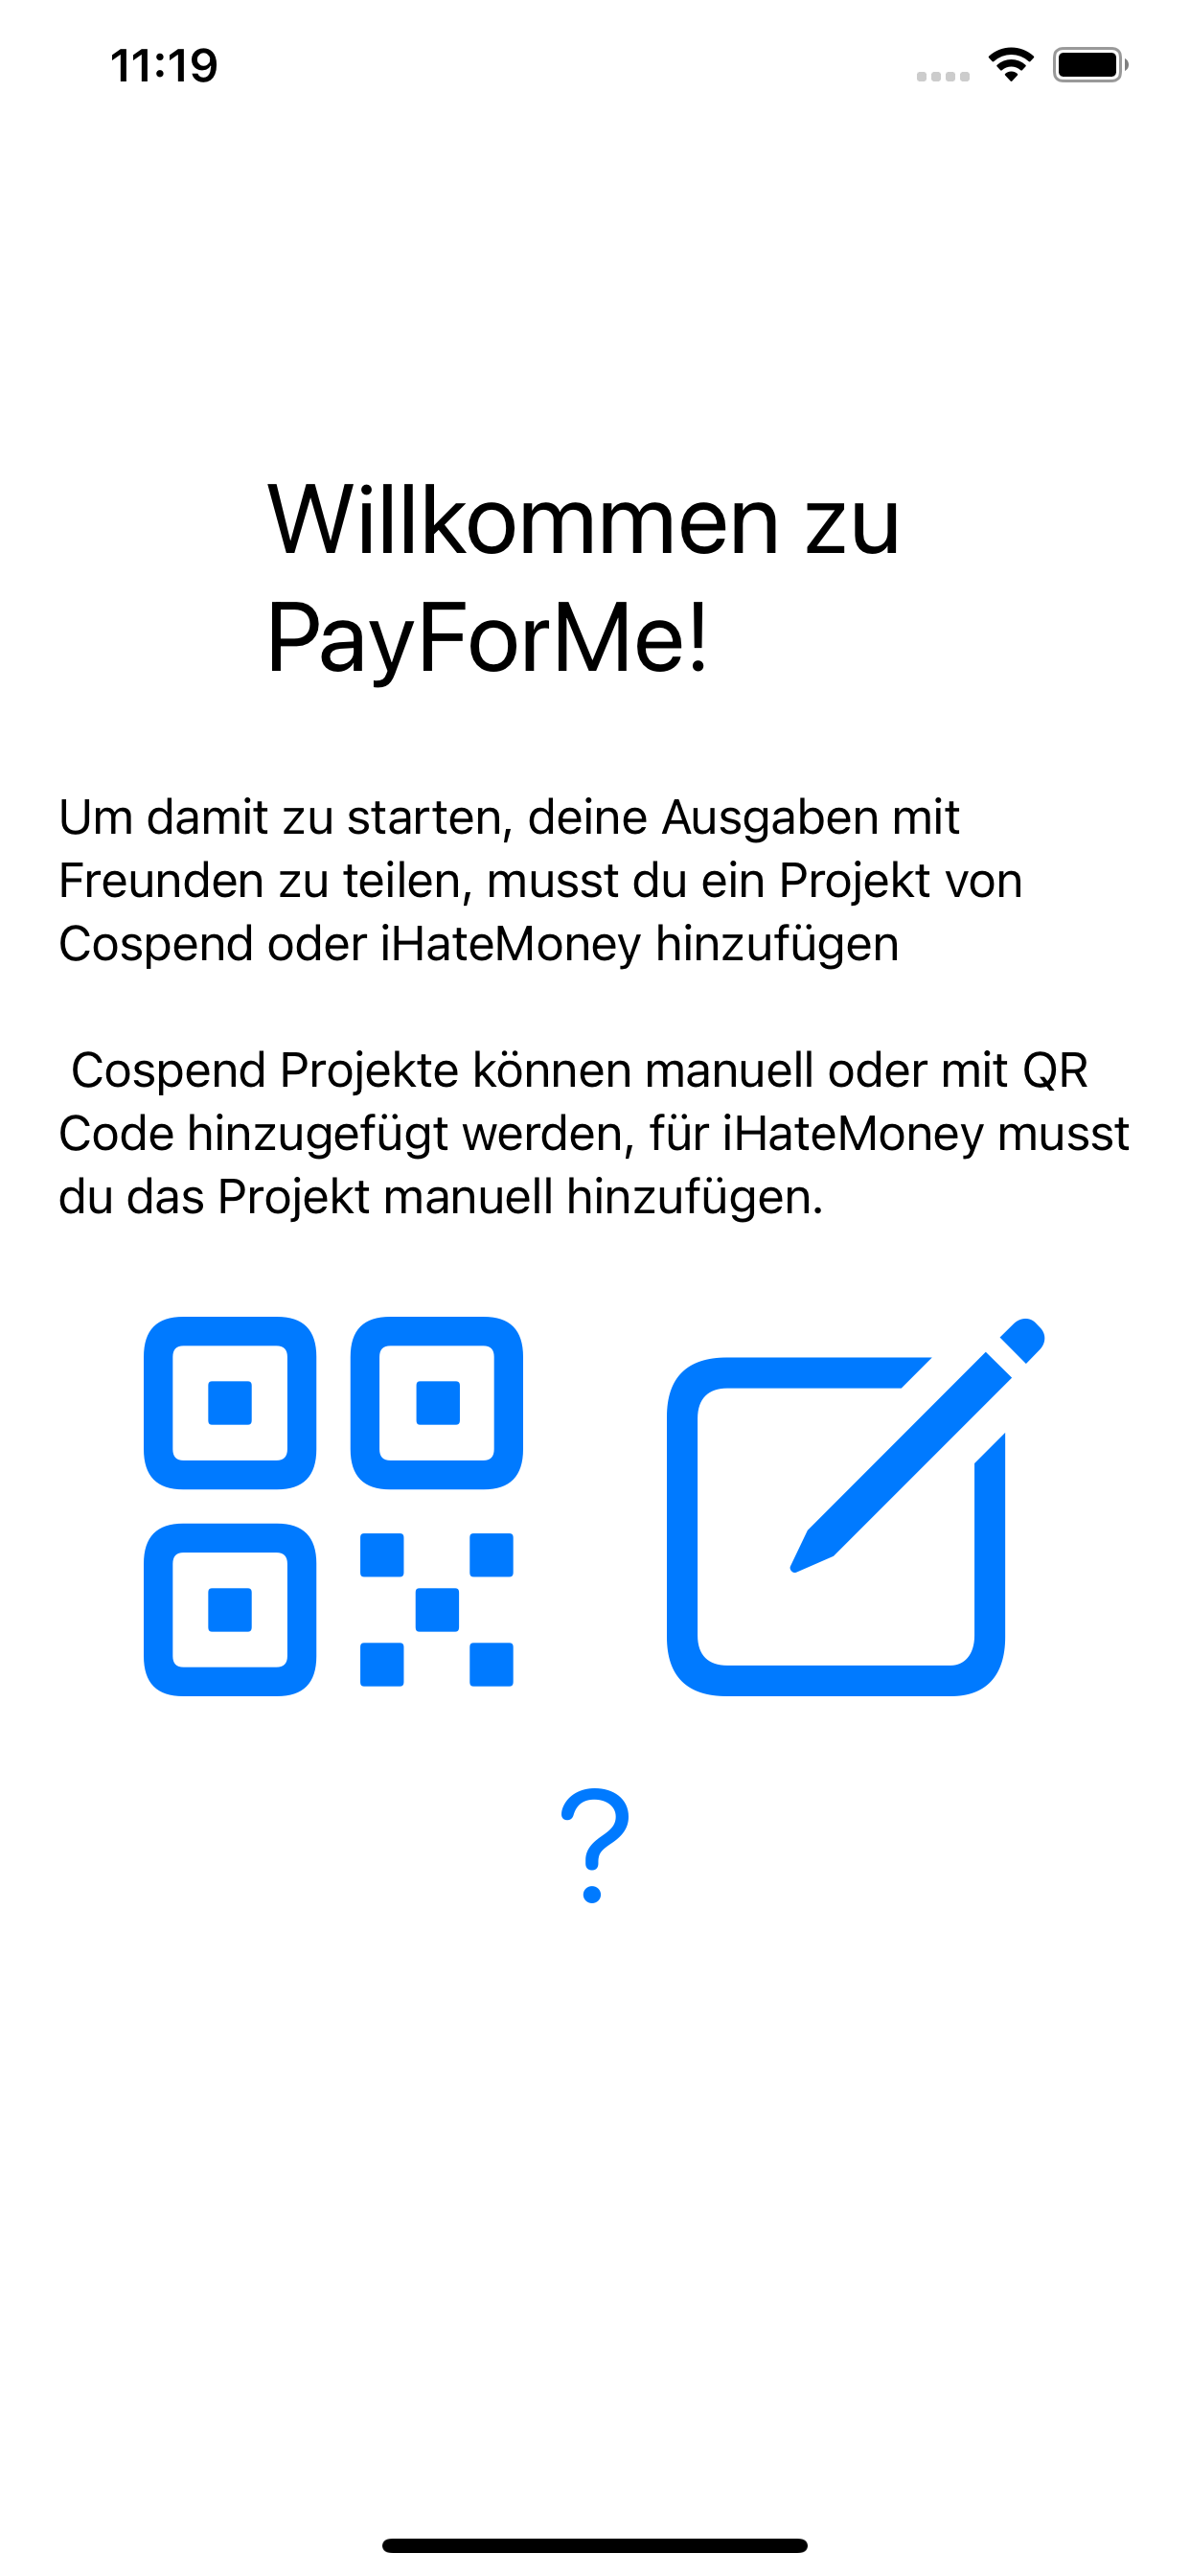 11:19
Willkommen zu
PayForMe!
Um damit zu starten, deine Ausgaben mit
Freunden zu teilen, musst du ein Projekt von
Cospend oder iHateMoney hinzufügen
Cospend Projekte können manuell oder mit QR
Code hinzugefügt werden, für iHateMoney musst
du das Projekt manuell hinzufügen.
?